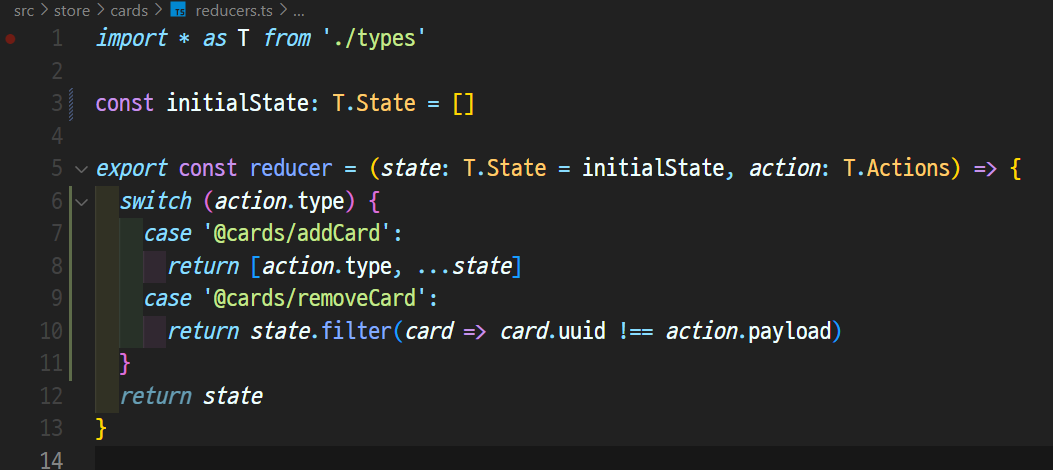 src > store > cards > TS reducers.ts > ...
1 import * as T from './types'
2
3 const initialState: T.State = []
4
5 export const reducer = (state: T.State = initialState, action: T.Actions) => {
6 switch (action.type) {
7 case '@cards/addCard':
8 return [action.type, ...state]
9 case '@cards/removeCard':
10 return state.filter(card => card.uuid !== action.payload)
11 }
12 return state
13 }
14